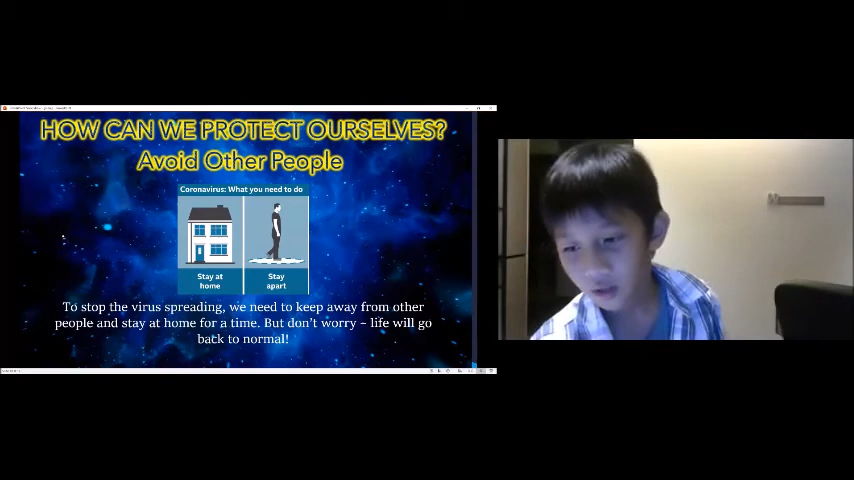 HOW CAN WE PROTECT OURSELVES?
Avoid Other People
Coronavirus: What you need to do
Stay at
home
Stay
apart
To stop the virus spreading, we need to keep away from other
people and stay at home for a time. But don't worry – life will go
back to normal!